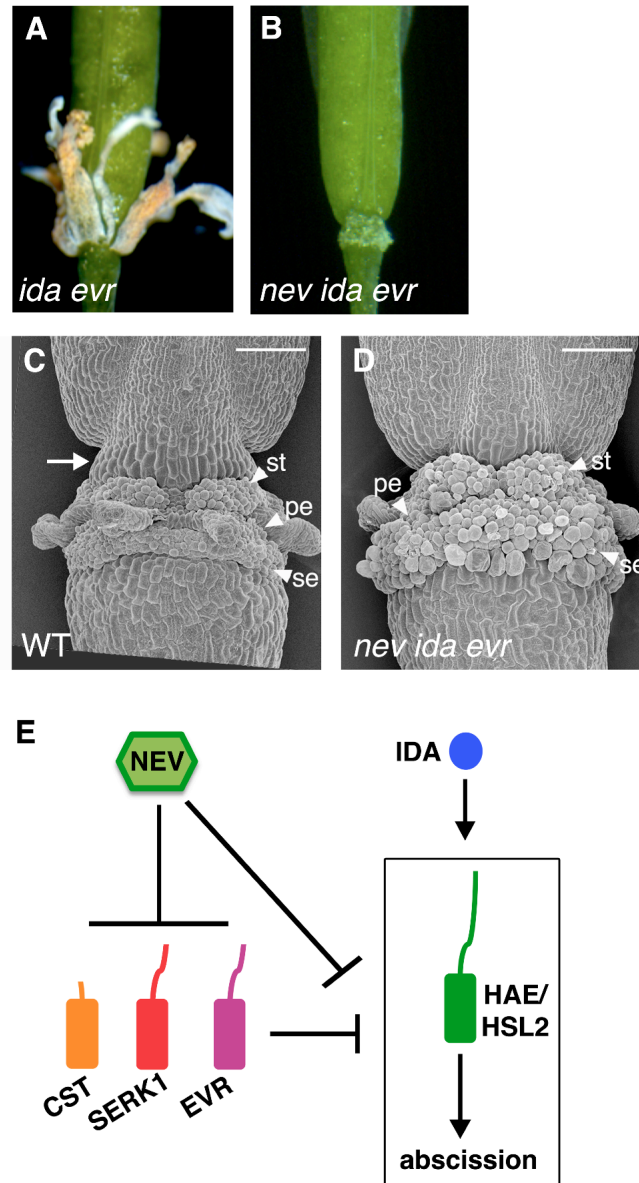 A
B
ida evr
nev ida evr
C
D
st
pe
se
WT
st
pe
se
nev ida evr
E
NEV
IDA
HAE/
HSL2
CST
SERK1
EVR
abscission